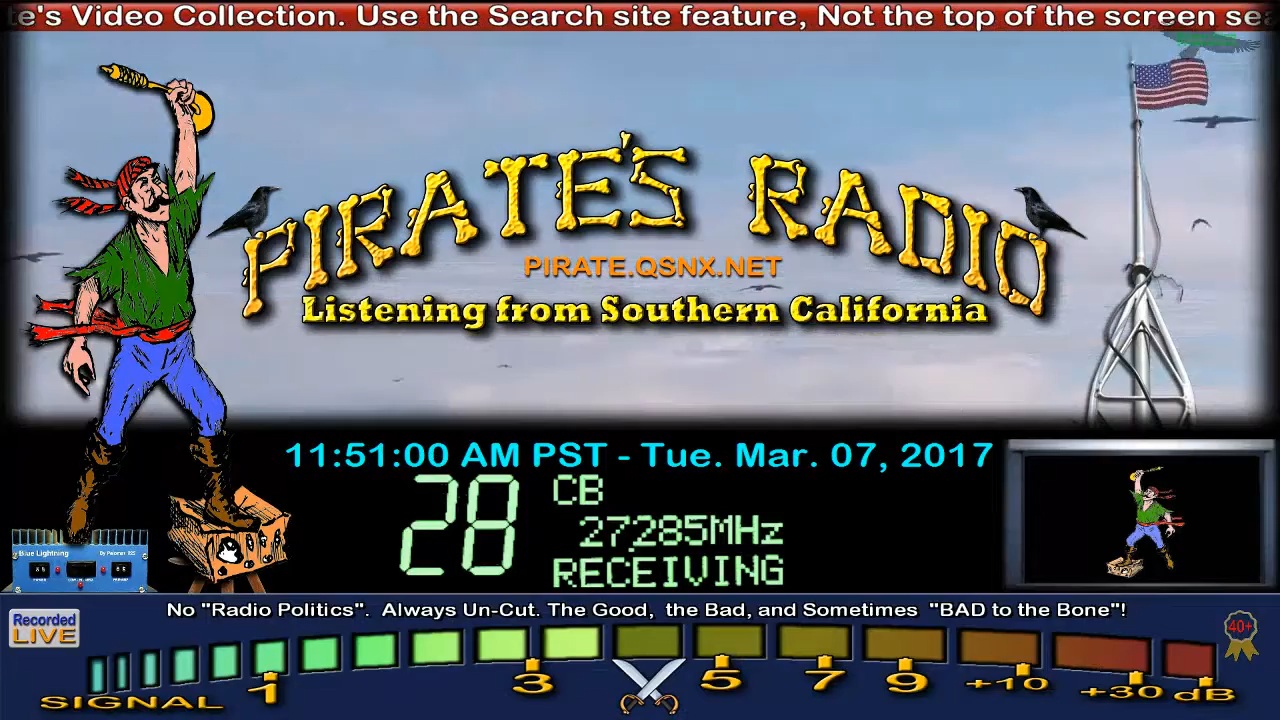 te's Video Collection. Use the Search site feature, Not the top of the screen sea
PIRATE'S RADIO
PIRATE.QSNX.NET
Listening from Southern California
11:51:00 AM PST - Tue. Mar. 07, 2017
28
CB
27.285MHz
RECEIVING
Blue Lightning
No "Radio Politics". Always Un-Cut. The Good, the Bad, and Sometimes "BAD to the Bone"!
Recorded
LIVE
40+
SIGNAL 1 3 5 7 9 +10 +30 dB